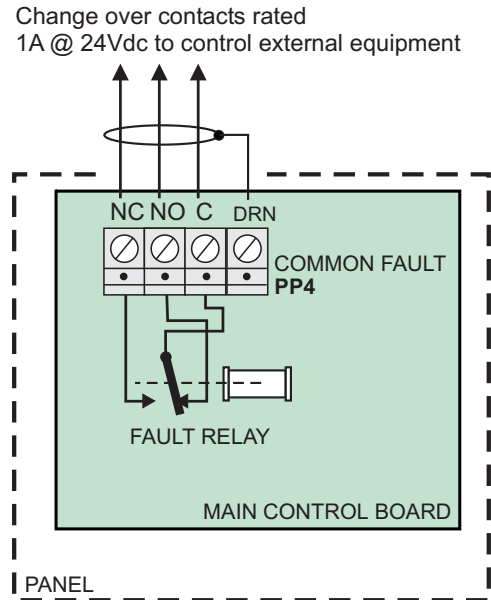 Change over contacts rated
1A @ 24Vdc to control external equipment
NC NO C DRN
COMMON FAULT
PP4
FAULT RELAY
MAIN CONTROL BOARD
PANEL